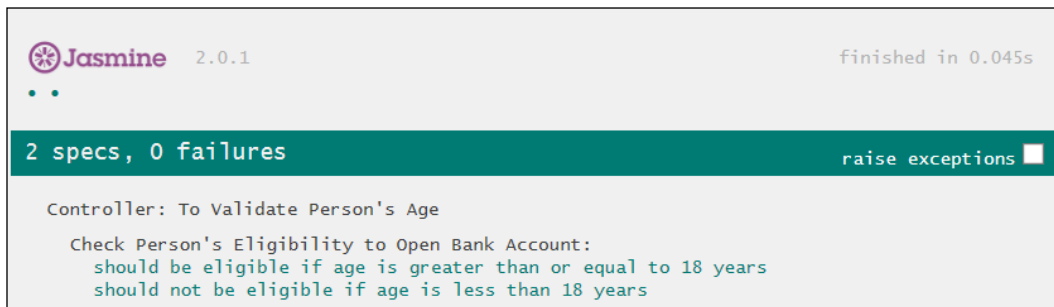 Jasmine 2.0.1 finished in 0.045s
2 specs, 0 failures raise exceptions
Controller: To Validate Person's Age
Check Person's Eligibility to Open Bank Account:
should be eligible if age is greater than or equal to 18 years
should not be eligible if age is less than 18 years